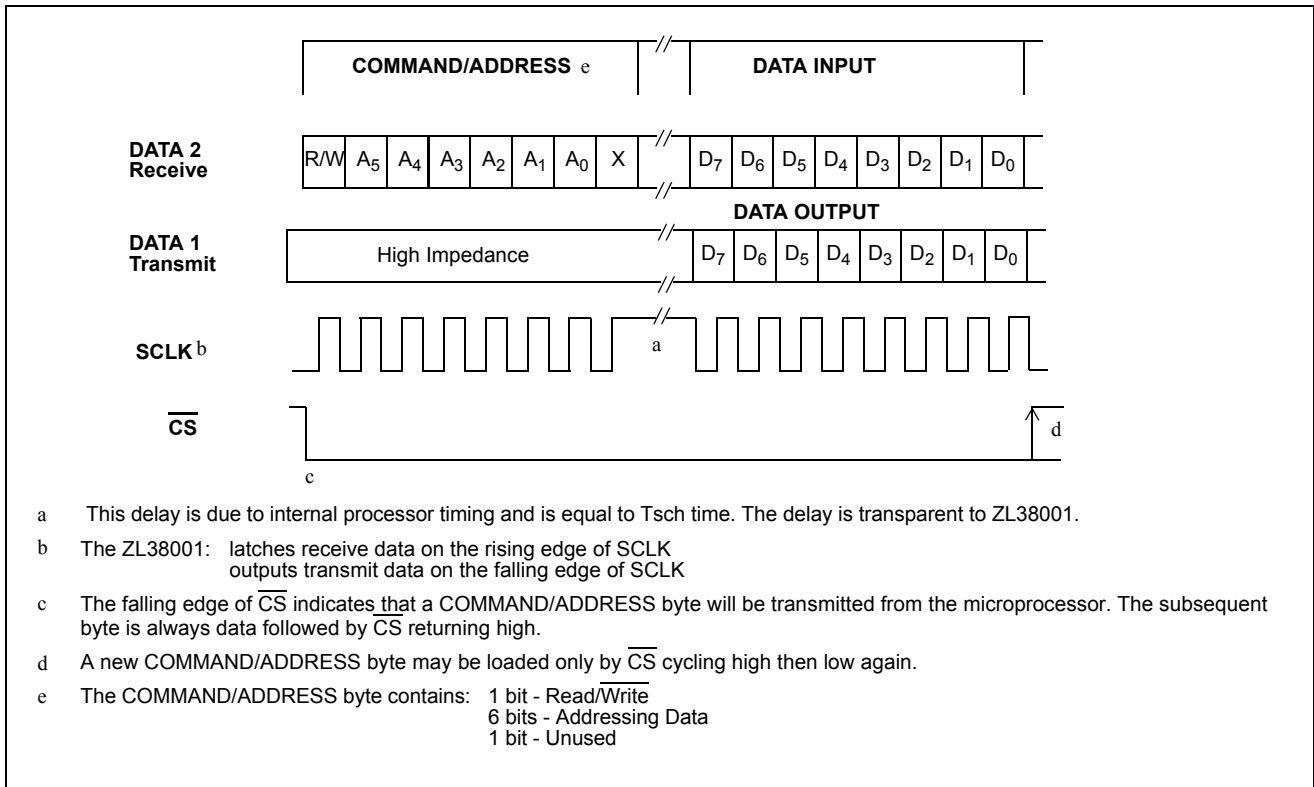 COMMAND/ADDRESS e
DATA INPUT
DATA 2
Receive
R/W A5 A4 A3 A2 A1 A0 X
D7 D6 D5 D4 D3 D2 D1 D0
DATA OUTPUT
DATA 1
Transmit
High Impedance
D7 D6 D5 D4 D3 D2 D1 D0
SCLK b
a
CS
d
c
a This delay is due to internal processor timing and is equal to Tsch time. The delay is transparent to ZL38001.
b The ZL38001: latches receive data on the rising edge of SCLK
outputs transmit data on the falling edge of SCLK
c The falling edge of CS indicates that a COMMAND/ADDRESS byte will be transmitted from the microprocessor. The subsequent
byte is always data followed by CS returning high.
d A new COMMAND/ADDRESS byte may be loaded only by CS cycling high then low again.
e The COMMAND/ADDRESS byte contains: 1 bit - Read/Write
6 bits - Addressing Data
1 bit - Unused